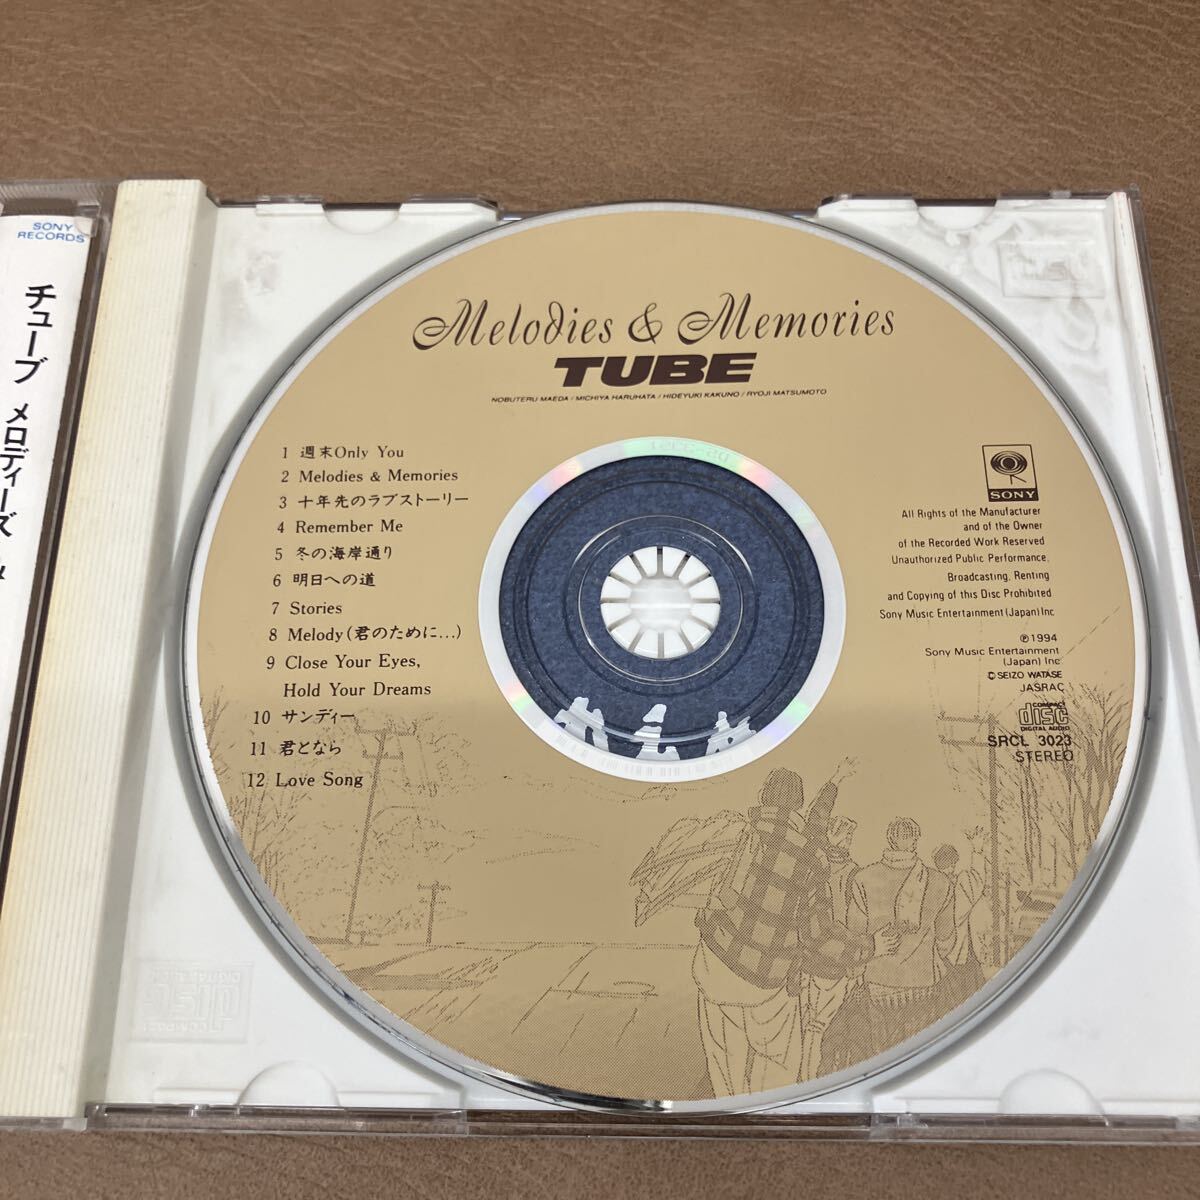 SONY
RECORDS
チューブ メロディーズ &
Melodies & Memories
TUBE
NOBUTERU MAEDA / MICHIYA HARUHATA / HIDEYUKI KAKUNO / RYOJI MATSUMOTO
1 週末Only You
2 Melodies & Memories
3 十年先のラブストーリー
4 Remember Me
5 冬の海岸通り
6 明日への道
7 Stories
8 Melody (君のために...)
9 Close Your Eyes,
Hold Your Dreams
10 サンディー
11 君となら
12 Love Song
SONY
All Rights of the Manufacturer
and of the Owner
of the Recorded Work Reserved
Unauthorized Public Performance,
Broadcasting, Renting
and Copying of this Disc Prohibited
Sony Music Entertainment (Japan) Inc
℗1994
Sony Music Entertainment
(Japan) Inc
© SEIZO WATASE
JASRAC
COMPACT
disc
DIGITAL AUDIO
SRCL 3023
STEREO